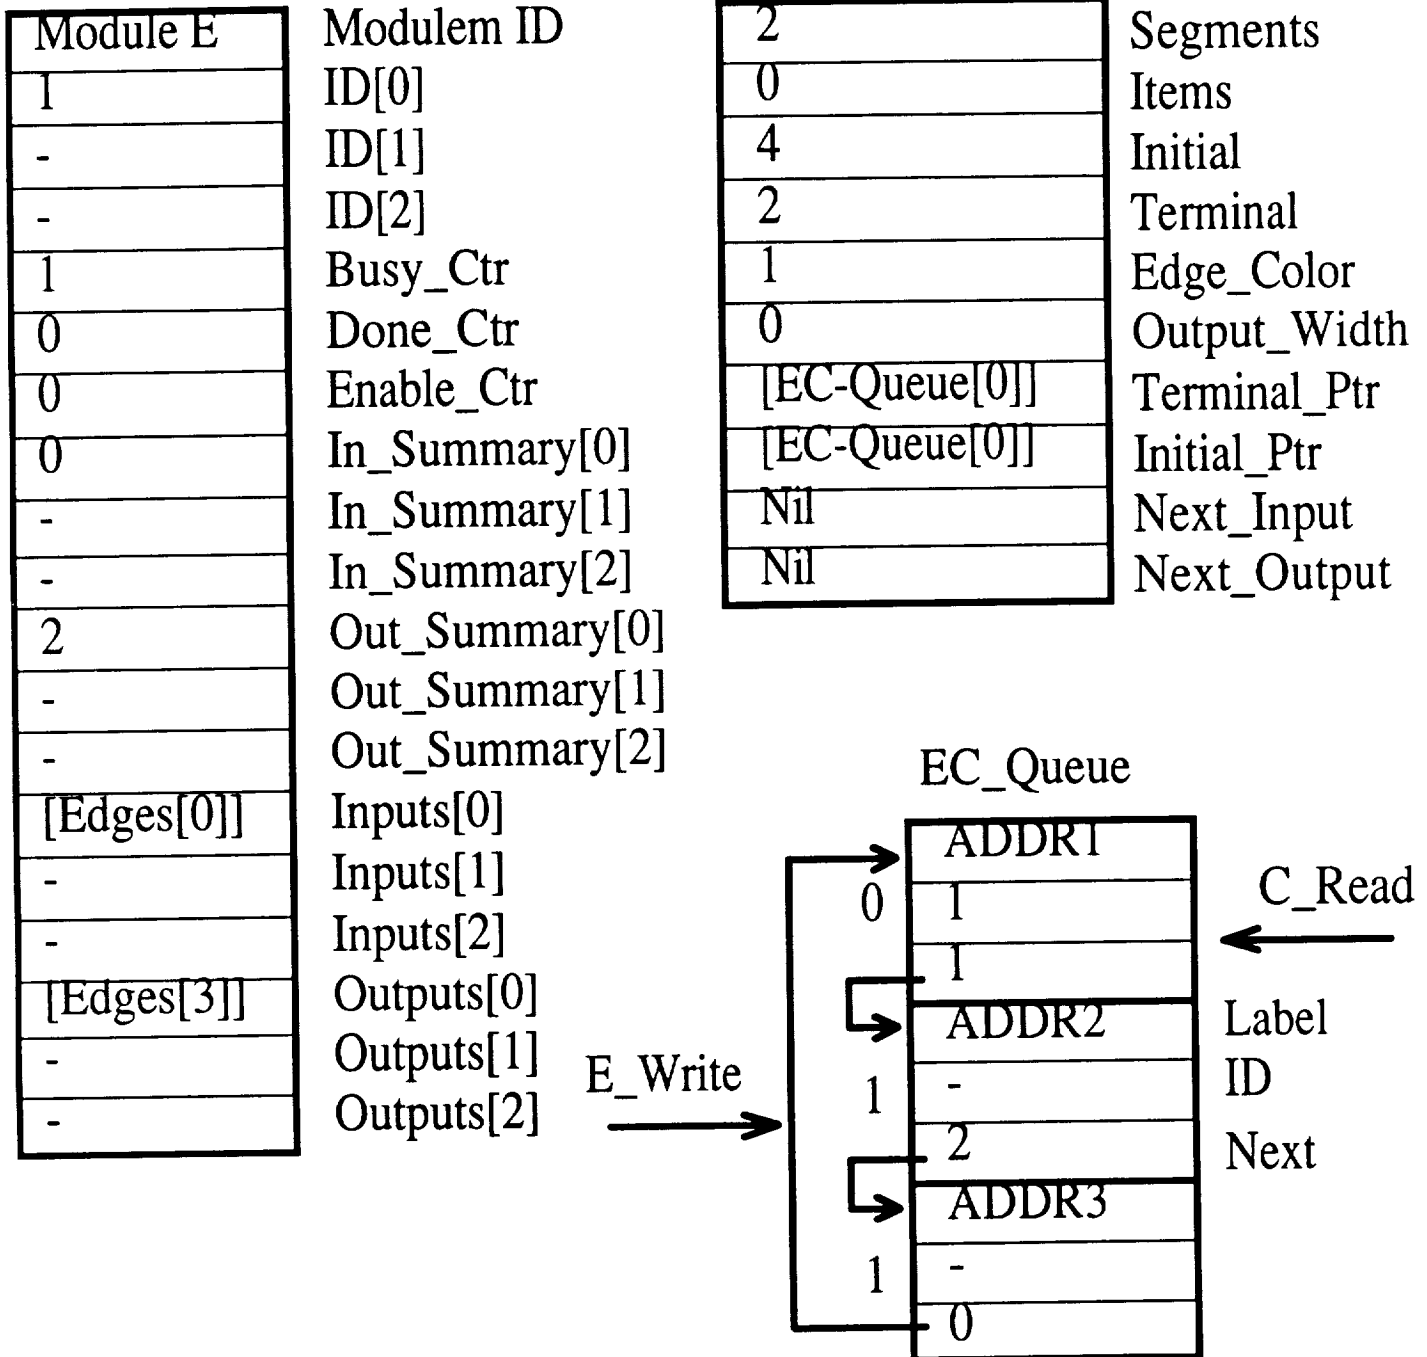 Module E Modulem ID
1 ID[0]
- ID[1]
- ID[2]
1 Busy_Ctr
0 Done_Ctr
0 Enable_Ctr
0 In_Summary[0]
- In_Summary[1]
- In_Summary[2]
2 Out_Summary[0]
- Out_Summary[1]
- Out_Summary[2]
[Edges[0]] Inputs[0]
- Inputs[1]
- Inputs[2]
[Edges[3]] Outputs[0]
- Outputs[1]
- Outputs[2]
2 Segments
0 Items
4 Initial
2 Terminal
1 Edge_Color
0 Output_Width
[EC-Queue[0]] Terminal_Ptr
[EC-Queue[0]] Initial_Ptr
Nil Next_Input
Nil Next_Output
EC_Queue
ADDR1
0 1 C_Read
1
ADDR2 Label
E_Write 1 - ID
2 Next
ADDR3
1 -
0